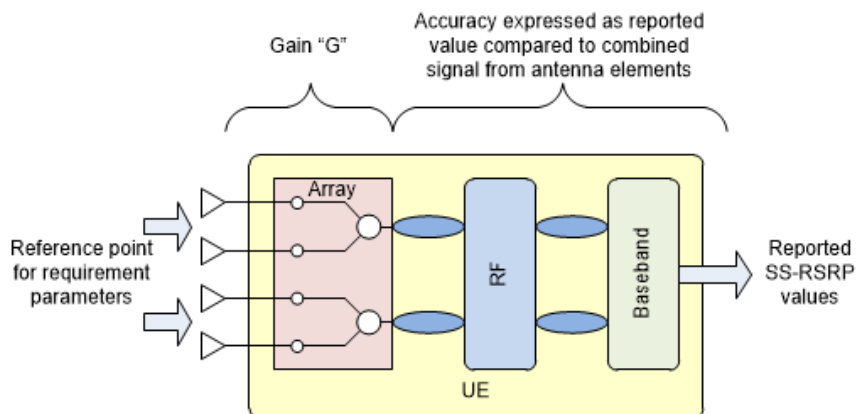 Gain “G”
Accuracy expressed as reported
value compared to combined
signal from antenna elements
Array
Reference point
for requirement
parameters
RF
Baseband
Reported
SS-RSRP
values
UE